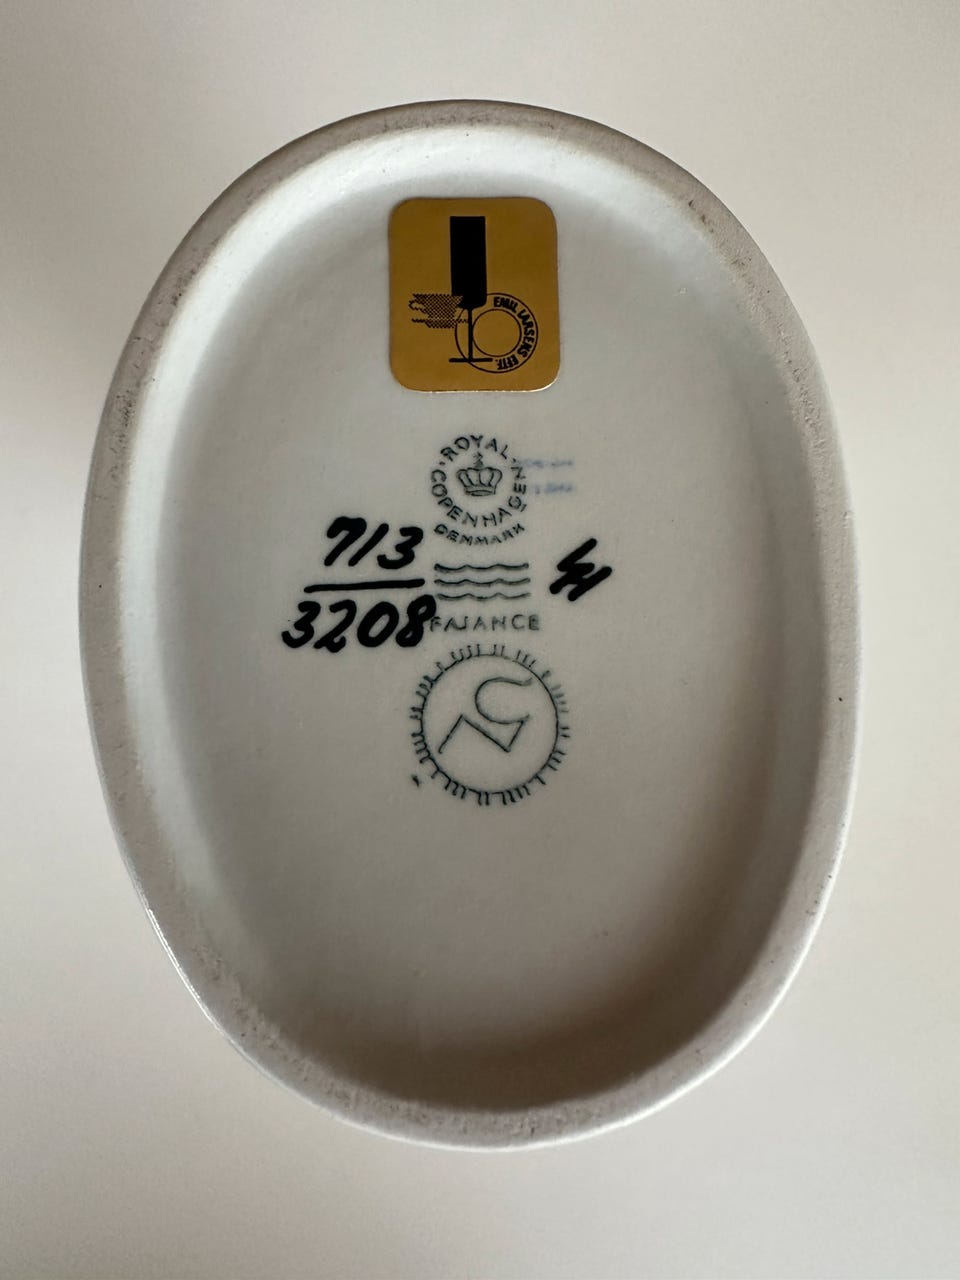 EMIL LARSENS EFTF.
ROYAL
COPENHAGEN
DENMARK
713
3208
FAJANCE